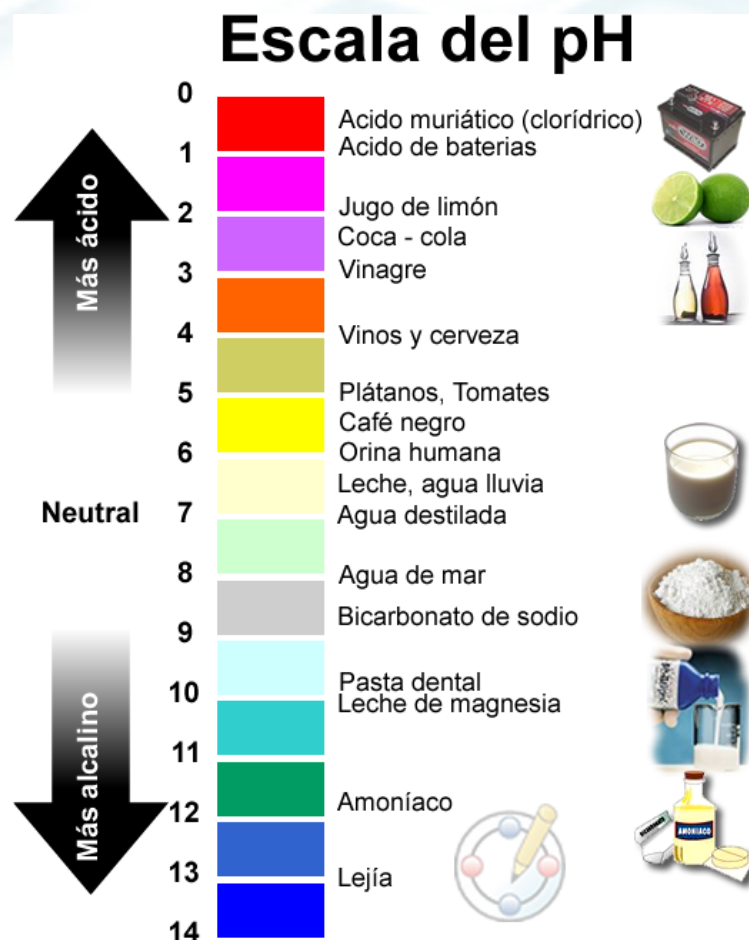 Escala del pH
0
Acido muriático (clorídrico)
Acido de baterias
1
Más ácido
2
Jugo de limón
Coca - cola
3
Vinagre
4
Vinos y cerveza
5
Plátanos, Tomates
Café negro
6
Orina humana
Leche, agua lluvia
Neutral
7
Agua destilada
8
Agua de mar
Bicarbonato de sodio
9
10
Pasta dental
Leche de magnesia
11
Más alcalino
12
Amoníaco
AMONÍACO
13
Lejía
14